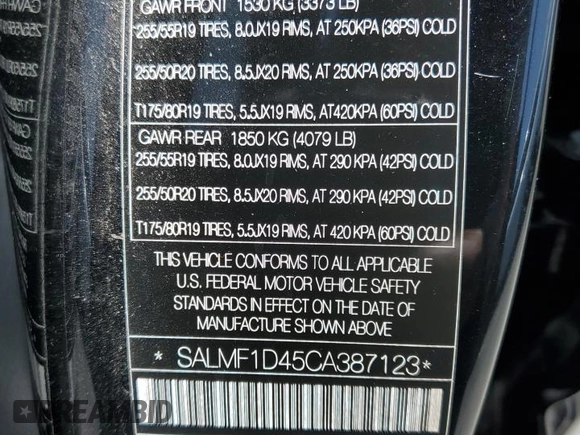 GAWR FRONT 1530 KG (3373 LB)
255/55R19 TIRES, 8.0JX19 RIMS, AT 250KPA (36PSI) COLD
255/50R20 TIRES, 8.5JX20 RIMS, AT 250KPA (36PSI) COLD
T175/80R19 TIRES, 5.5JX19 RIMS, AT420KPA (60PSI) COLD
GAWR REAR 1850 KG (4079 LB)
255/55R19 TIRES, 8.0JX19 RIMS, AT 290 KPA (42PSI) COLD
255/50R20 TIRES, 8.5JX20 RIMS, AT 290 KPA (42PSI) COLD
T175/80R19 TIRES, 5.5JX19 RIMS, AT 420 KPA (60PSI) COLD
THIS VEHICLE CONFORMS TO ALL APPLICABLE
U.S. FEDERAL MOTOR VEHICLE SAFETY
STANDARDS IN EFFECT ON THE DATE OF
MANUFACTURE SHOWN ABOVE
* SALMF1D45CA387123*
DREAMBID